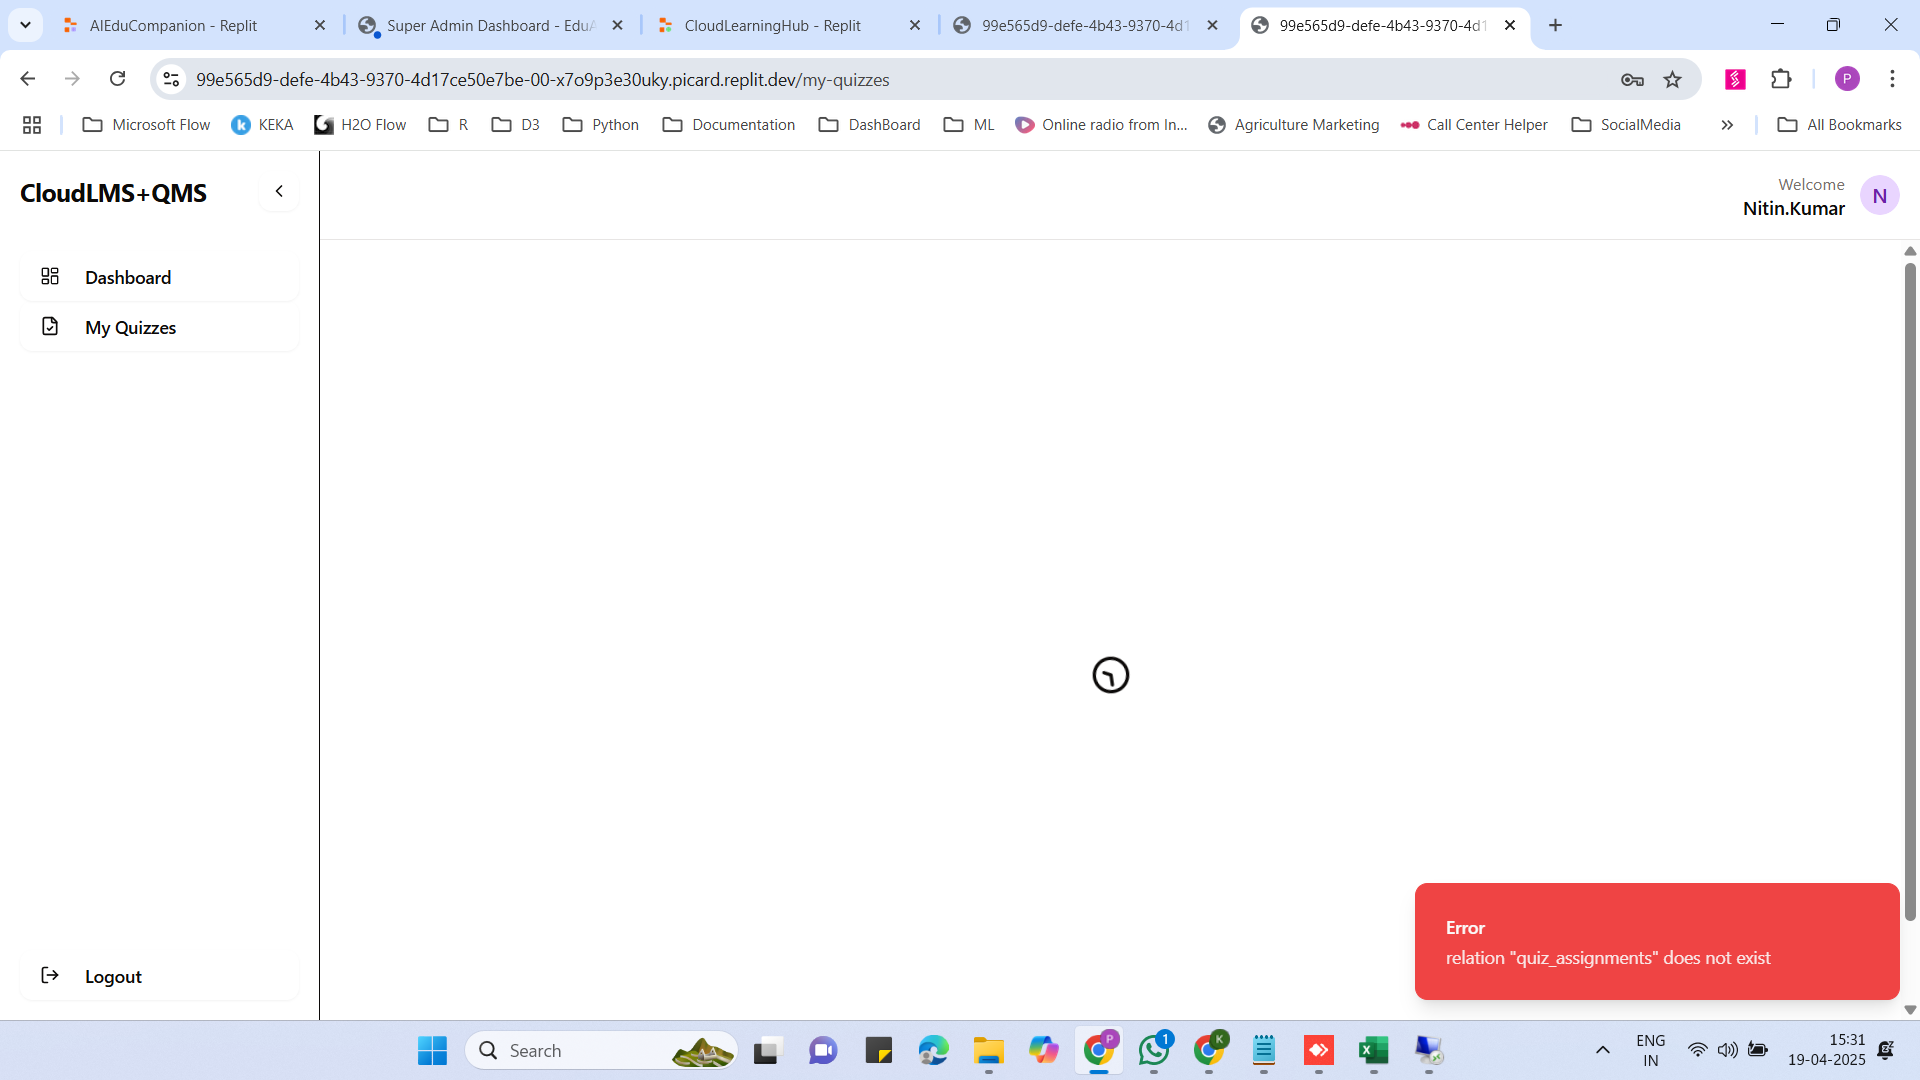 AIEduCompanion - Replit
Super Admin Dashboard - EduA
CloudLearningHub - Replit
99e565d9-defe-4b43-9370-4d1
99e565d9-defe-4b43-9370-4d1
99e565d9-defe-4b43-9370-4d17ce50e7be-00-x7o9p3e30uky.picard.replit.dev/my-quizzes
P
Microsoft Flow
KEKA
H2O Flow
R
D3
Python
Documentation
DashBoard
ML
Online radio from In...
Agriculture Marketing
Call Center Helper
SocialMedia
All Bookmarks
CloudLMS+QMS
Welcome
Nitin.Kumar
N
Dashboard
My Quizzes
Logout
Error
relation "quiz_assignments" does not exist
Search
P
1
K
ENG
IN
15:31
19-04-2025